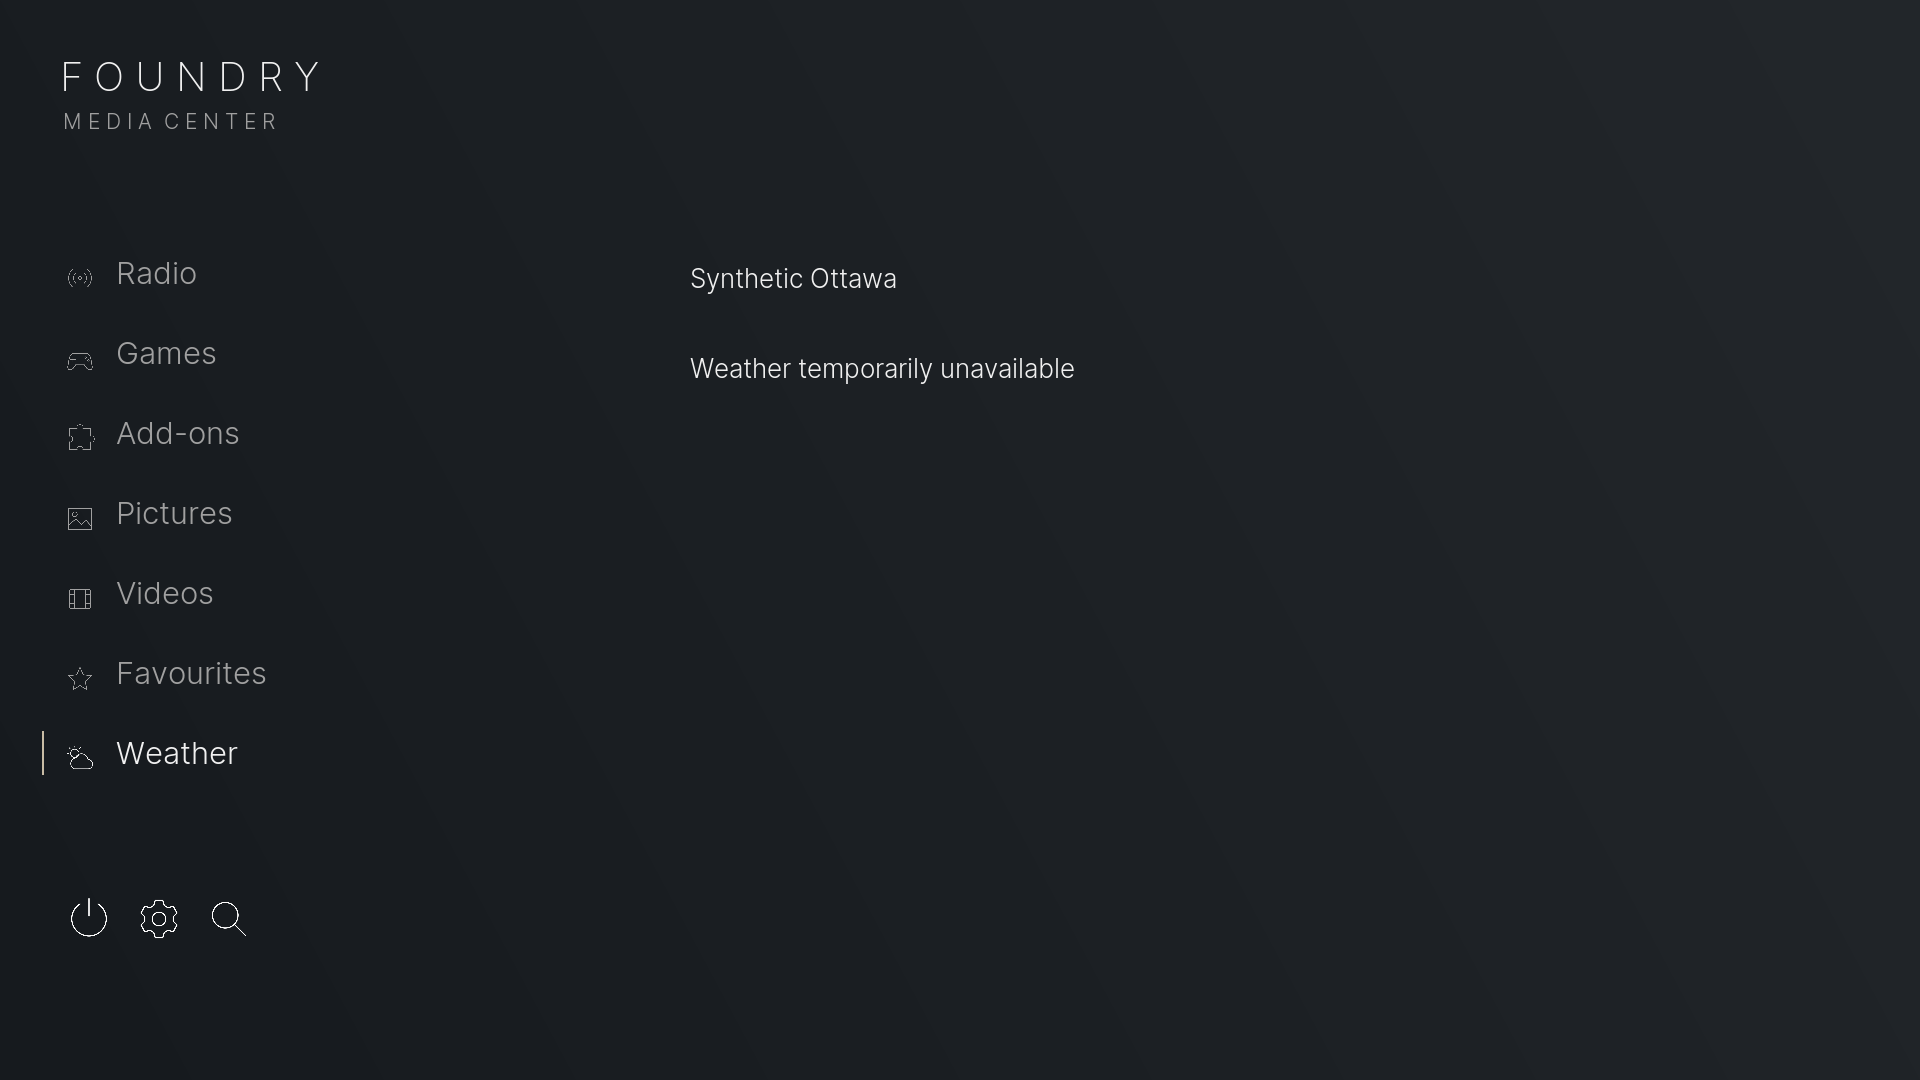 FOUNDRY
MEDIA CENTER
Radio
Games
Add-ons
Pictures
Videos
Favourites
Weather
Synthetic Ottawa
Weather temporarily unavailable